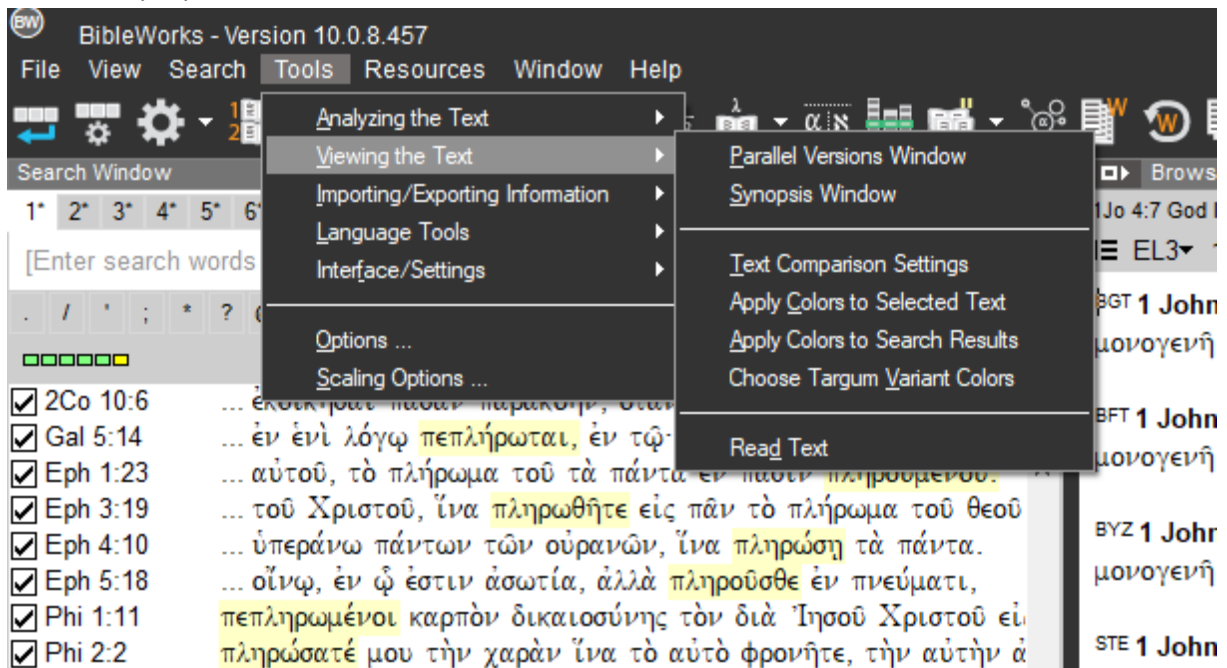 BW
BibleWorks - Version 10.0.8.457
File View Search Tools Resources Window Help
Search Window
Brows
1* 2* 3* 4* 5* 6
[Enter search words
. / ' ; * ?
Analyzing the Text
Viewing the Text
Importing/Exporting Information
Language Tools
Interface/Settings
Options ...
Scaling Options ...
Parallel Versions Window
Synopsis Window
Text Comparison Settings
Apply Colors to Selected Text
Apply Colors to Search Results
Choose Targum Variant Colors
Read Text
2Co 10:6
Gal 5:14 ... ἐν ἑνὶ λόγῳ πεπλήρωται, ἐν τῷ·
Eph 1:23 ... αὐτοῦ, τὸ πλήρωμα τοῦ τὰ πάντα ἐν πᾶσιν πληρουμένου.
Eph 3:19 ... τοῦ Χριστοῦ, ἵνα πληρωθῆτε εἰς πᾶν τὸ πλήρωμα τοῦ θεοῦ
Eph 4:10 ... ὑπεράνω πάντων τῶν οὐρανῶν, ἵνα πληρώσῃ τὰ πάντα.
Eph 5:18 ... οἴνῳ, ἐν ᾧ ἐστιν ἀσωτία, ἀλλὰ πληροῦσθε ἐν πνεύματι,
Phi 1:11 πεπληρωμένοι καρπὸν δικαιοσύνης τὸν διὰ Ἰησοῦ Χριστοῦ εἰ
Phi 2:2 πληρώσατέ μου τὴν χαρὰν ἵνα τὸ αὐτὸ φρονῆτε, τὴν αὐτὴν ἀ
1Jo 4:7 God
EL3
BGT 1 John
μονογενῆ
BFT 1 John
μονογενῆ
BYZ 1 John
μονογενῆ
STE 1 John